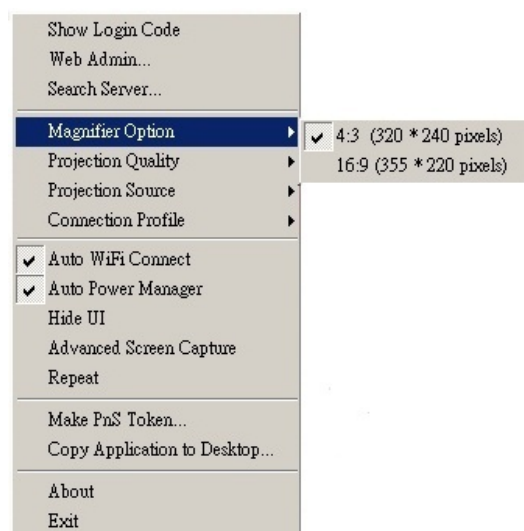 Show Login Code
Web Admin...
Search Server...
Magnifier Option
4:3 (320 * 240 pixels)
16:9 (355 * 220 pixels)
Projection Quality
Projection Source
Connection Profile
Auto WiFi Connect
Auto Power Manager
Hide UI
Advanced Screen Capture
Repeat
Make PnS Token...
Copy Application to Desktop...
About
Exit